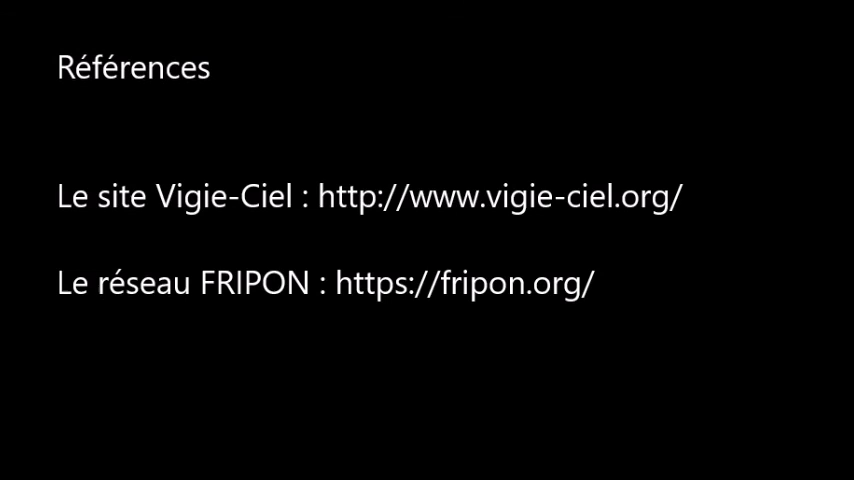 Références
Le site Vigie-Ciel : http://www.vigie-ciel.org/
Le réseau FRIPON : https://fripon.org/